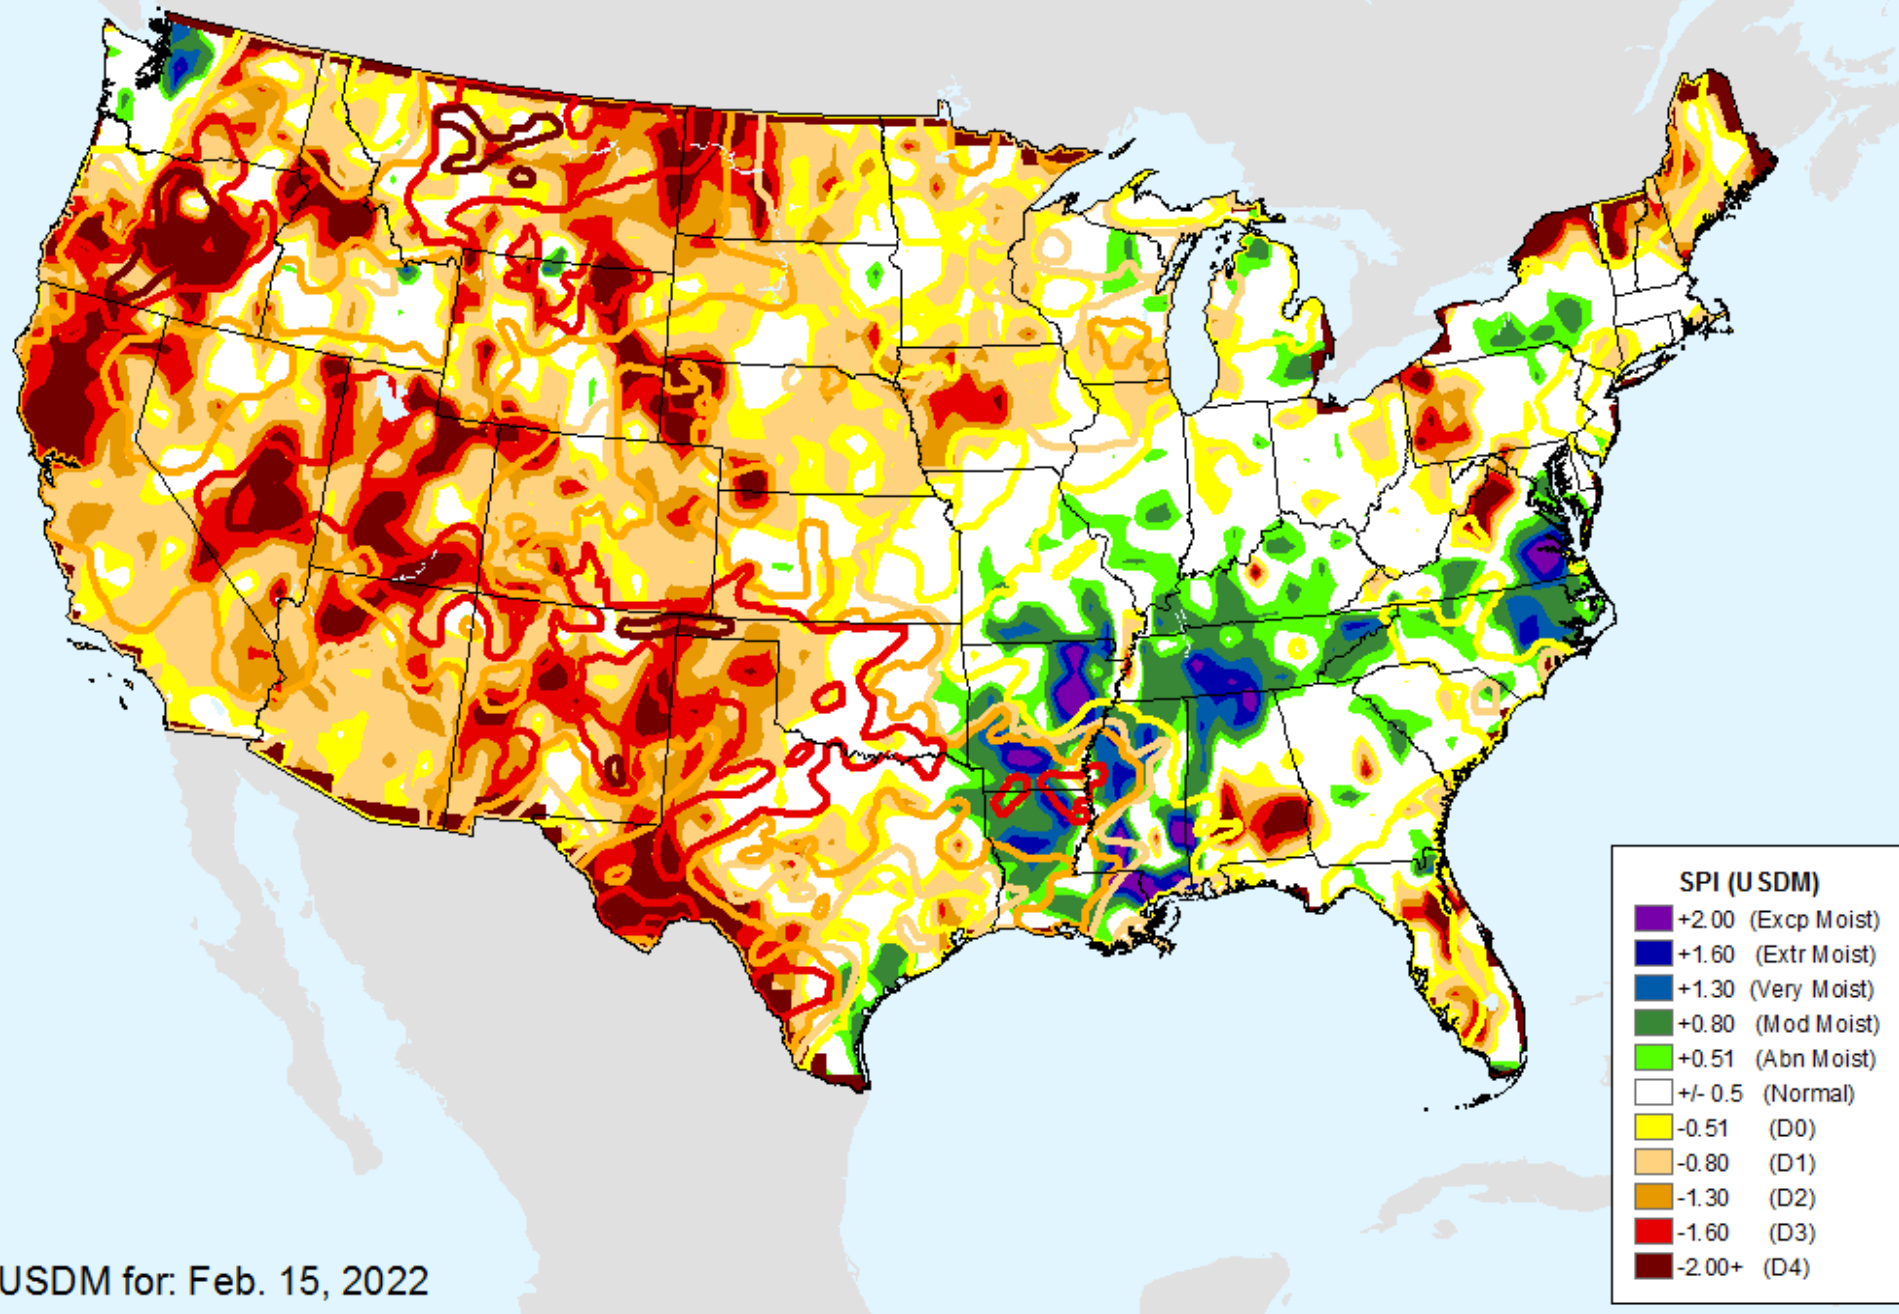 SPI (USDM)
+2.00 (Excp Moist)
+1.60 (Extr Moist)
+1.30 (Very Moist)
+0.80 (Mod Moist)
+0.51 (Abn Moist)
+/- 0.5 (Normal)
-0.51 (D0)
-0.80 (D1)
-1.30 (D2)
-1.60 (D3)
-2.00+ (D4)
USDM for: Feb. 15, 2022